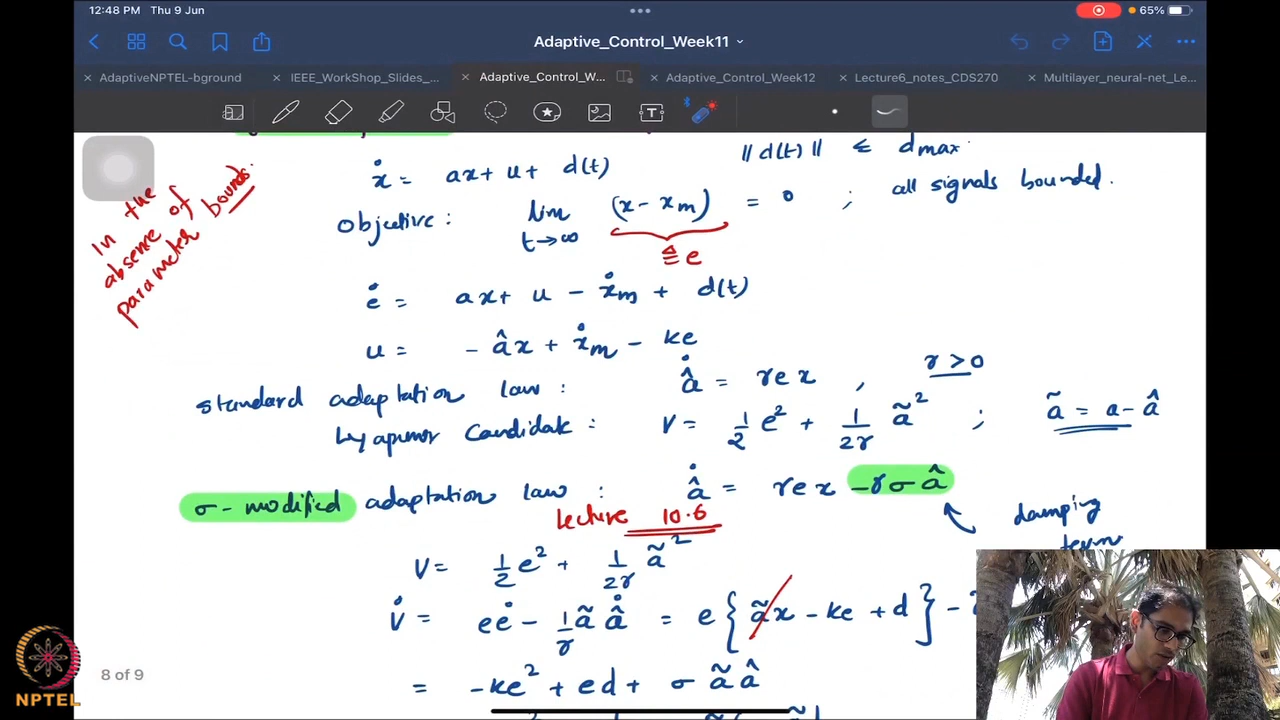 12:48 PM Thu 9 Jun
65%
Adaptive_Control_Week11
AdaptiveNPTEL-bground
IEEE_WorkShop_Slides_...
Adaptive_Control_W...
Adaptive_Control_Week12
Lecture6_notes_CDS270
Multilayer_neural-net_Le...
In the absense of parameter bounds.
ẋ = ax + u + d(t) ‖d(t)‖ ≤ dmax.
Objective : lim t→∞ (x - xm) = 0 ; all signals bounded.
≜ e
ė = ax + u - ẋm + d(t)
u = - âx + ẋm - ke
standard adaptation law : â̇ = γex , γ > 0
Lyapunov Candidate : V = 1/2 e² + 1/2γ ã² ; ã = a - â
σ-modified adaptation law : â̇ = γex - γσâ
Lecture 10.6
damping
term
V = 1/2 e² + 1/2γ ã²
V̇ = eė - 1/γ ã â̇ = e { ãx - ke + d } -
= -ke² + ed + σ ã â
8 of 9
NPTEL